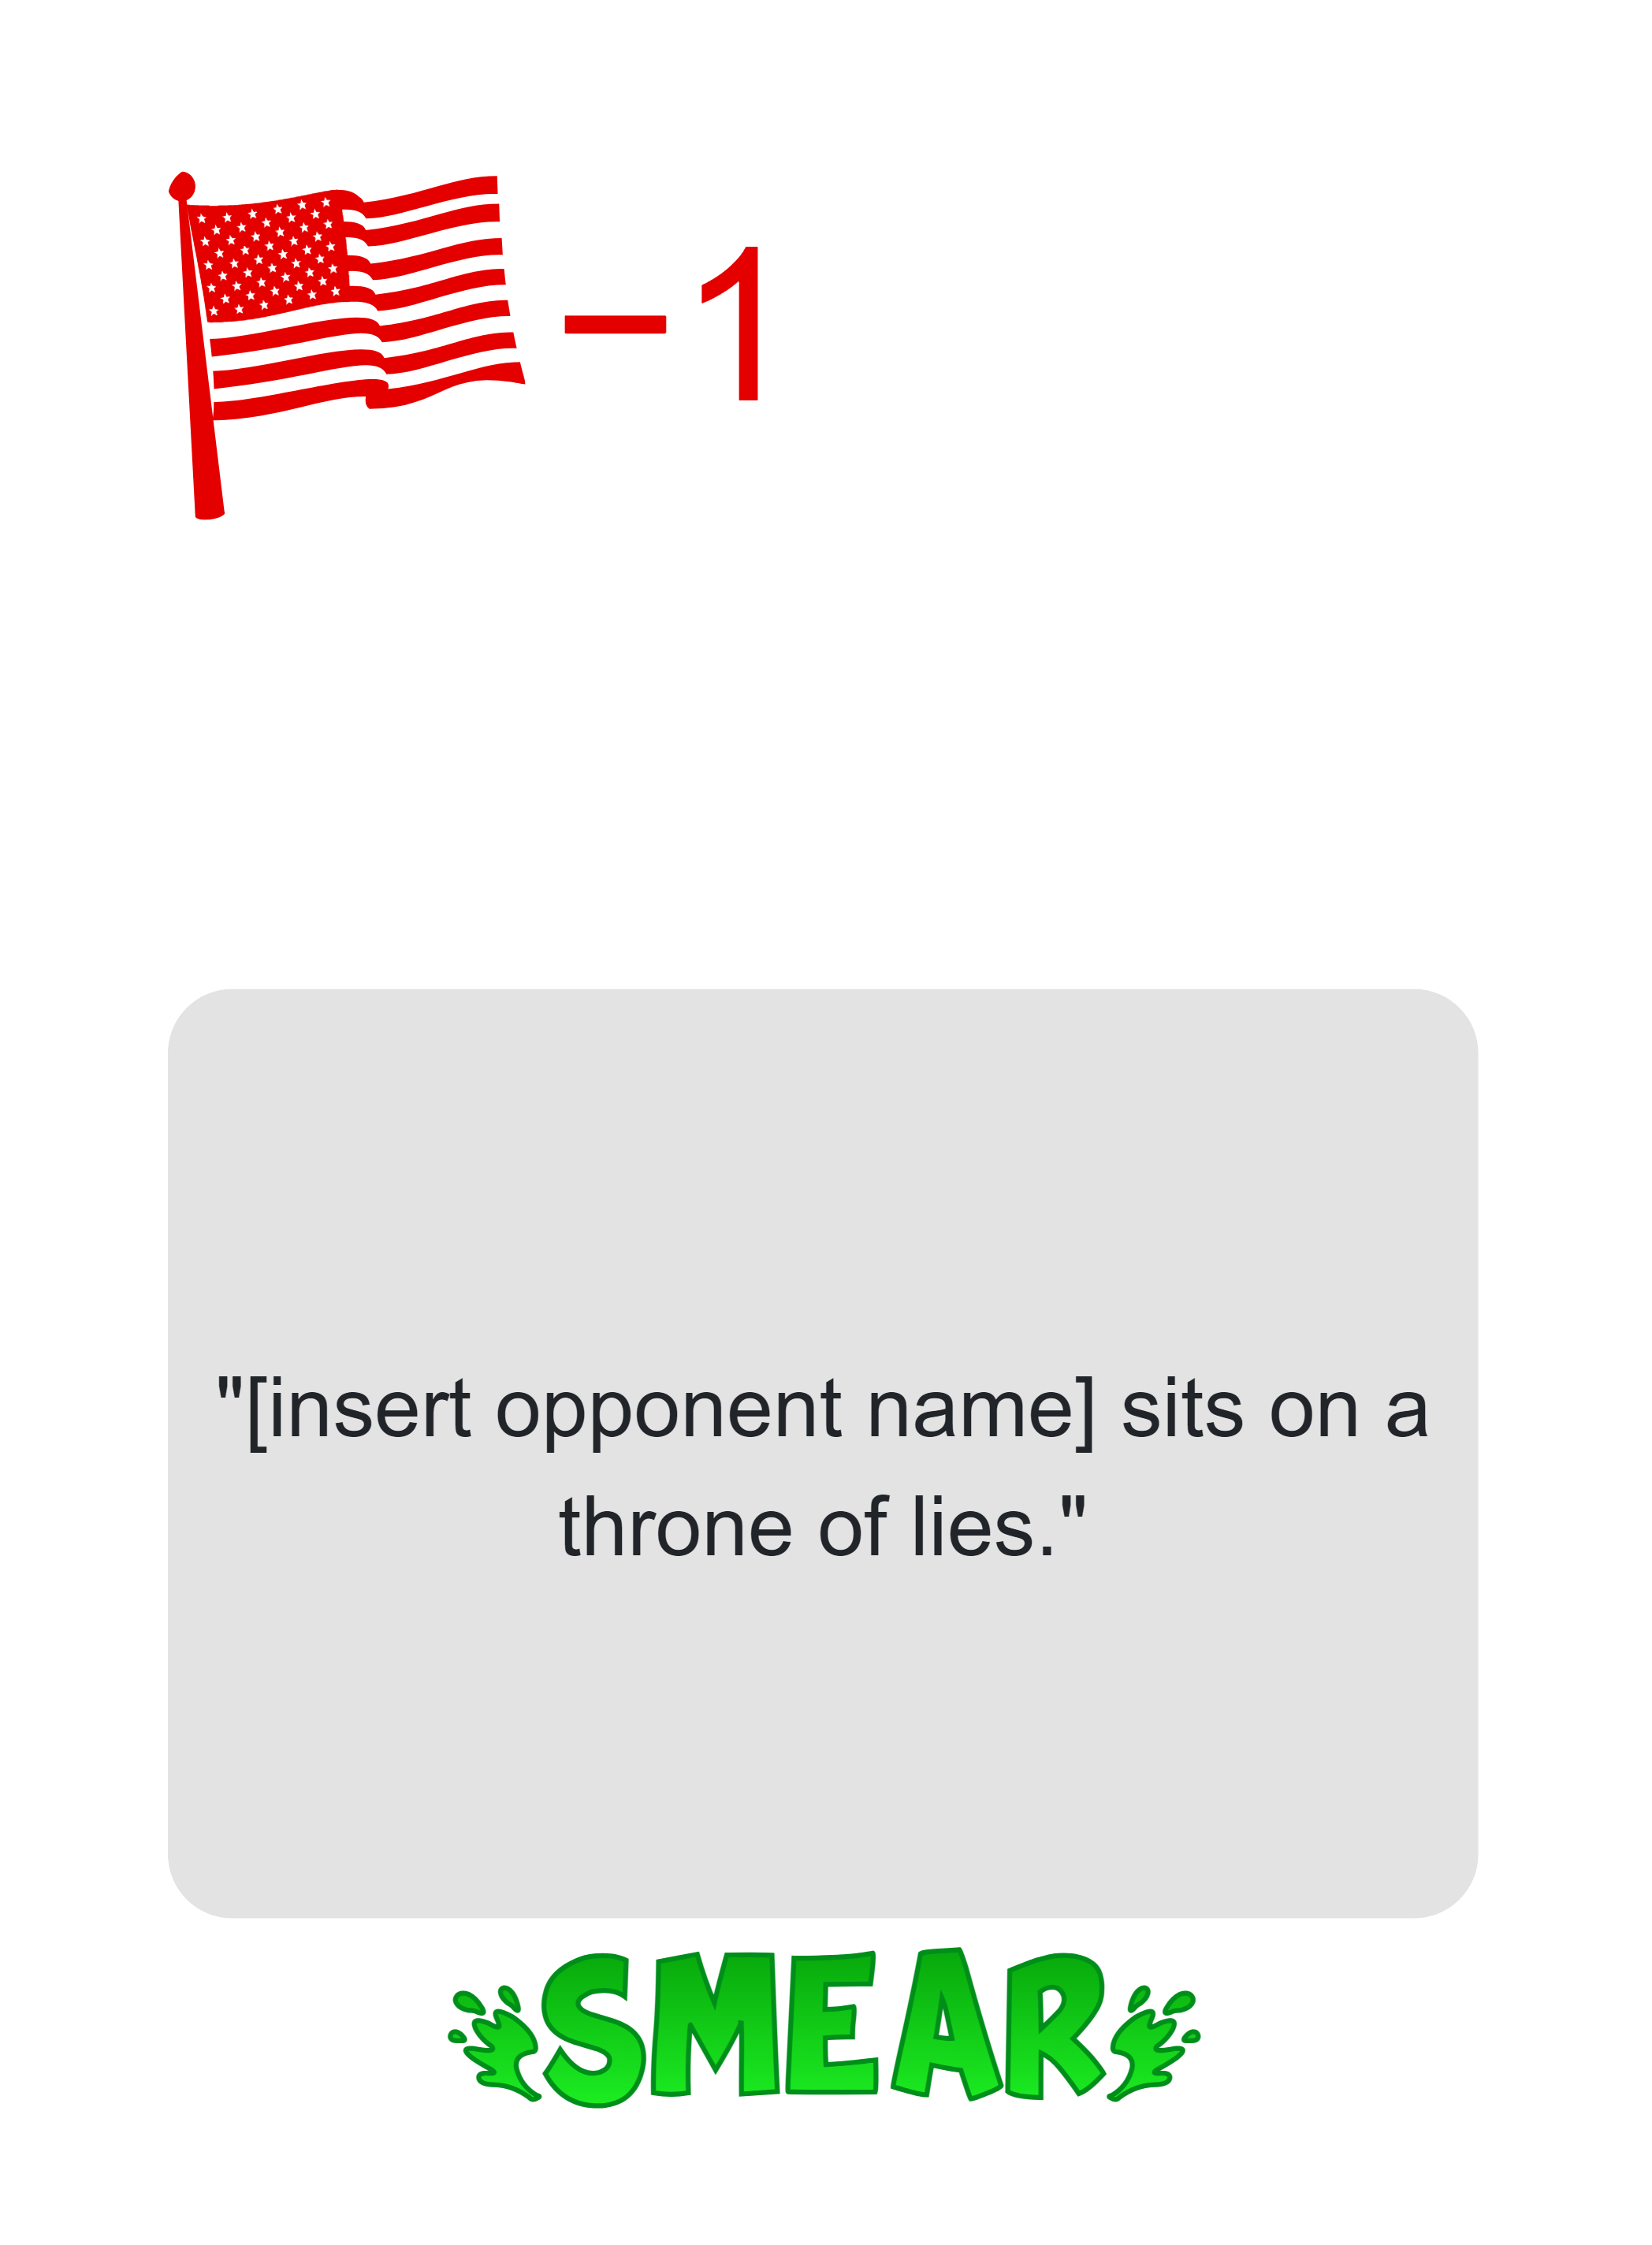 –1
"[insert opponent name] sits on a
throne of lies."
SMEAR